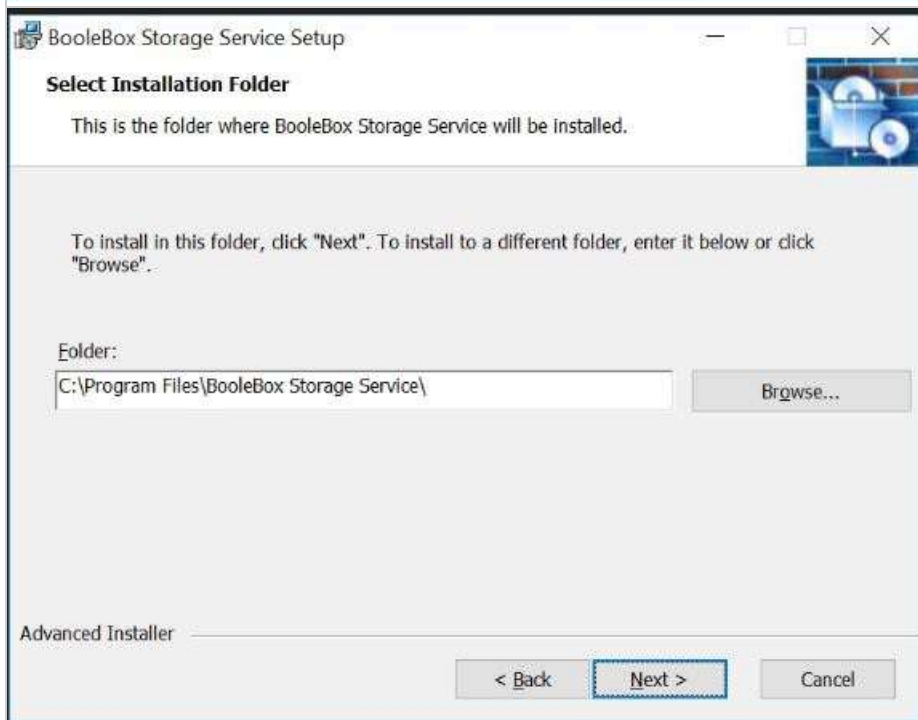 BooleBox Storage Service Setup
Select Installation Folder
This is the folder where BooleBox Storage Service will be installed.
To install in this folder, click "Next". To install to a different folder, enter it below or click
"Browse".
Folder:
C:\Program Files\BooleBox Storage Service\
Browse...
Advanced Installer
< Back
Next >
Cancel